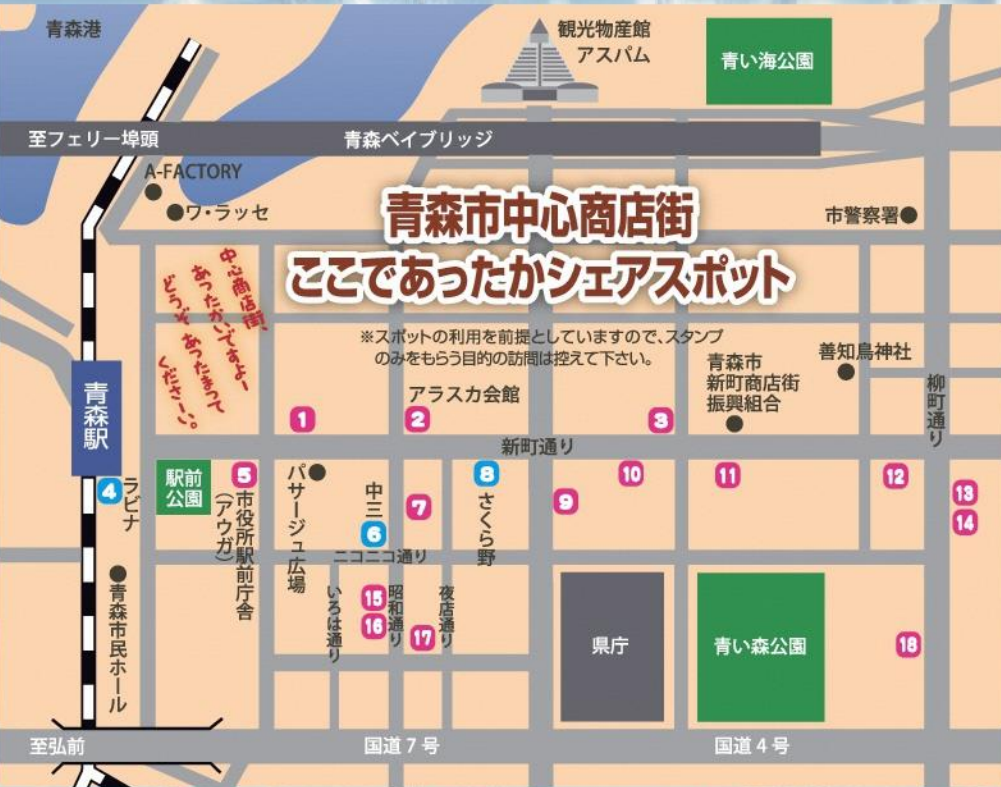 青森港
観光物産館
アスパム
青い海公園
至フェリー埠頭
青森ベイブリッジ
A-FACTORY
ワ・ラッセ
市警察署
青森市中心商店街
ここであったかシェアスポット
中心商店街、
あったかいですよー
どうぞ あったまって
くださーい。
※スポットの利用を前提としていますので、スタンプ
のみをもらう目的の訪問は控えて下さい。
青森市
新町商店街
振興組合
善知鳥神社
柳町通り
アラスカ会館
青森駅
1
2
3
新町通り
4
ラビナ
駅前
公園
5
市役所駅前庁舎
(アウガ)
パサージュ広場
中三
6
7
8
さくら野
9
10
11
12
13
14
ニコニコ通り
青森市民ホール
いろは通り
15
16
昭和通り
17
夜店通り
県庁
青い森公園
18
至弘前
国道7号
国道4号